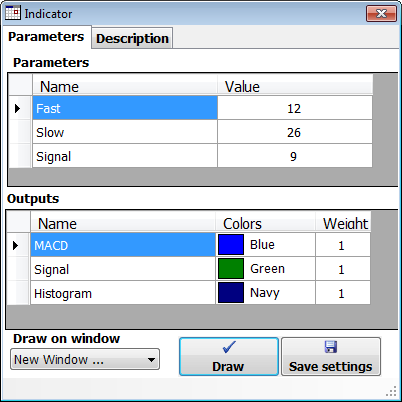 Indicator
Parameters Description
Parameters
Name Value
Fast 12
Slow 26
Signal 9
Outputs
Name Colors Weight
MACD Blue 1
Signal Green 1
Histogram Navy 1
Draw on window
New Window ... Draw Save settings